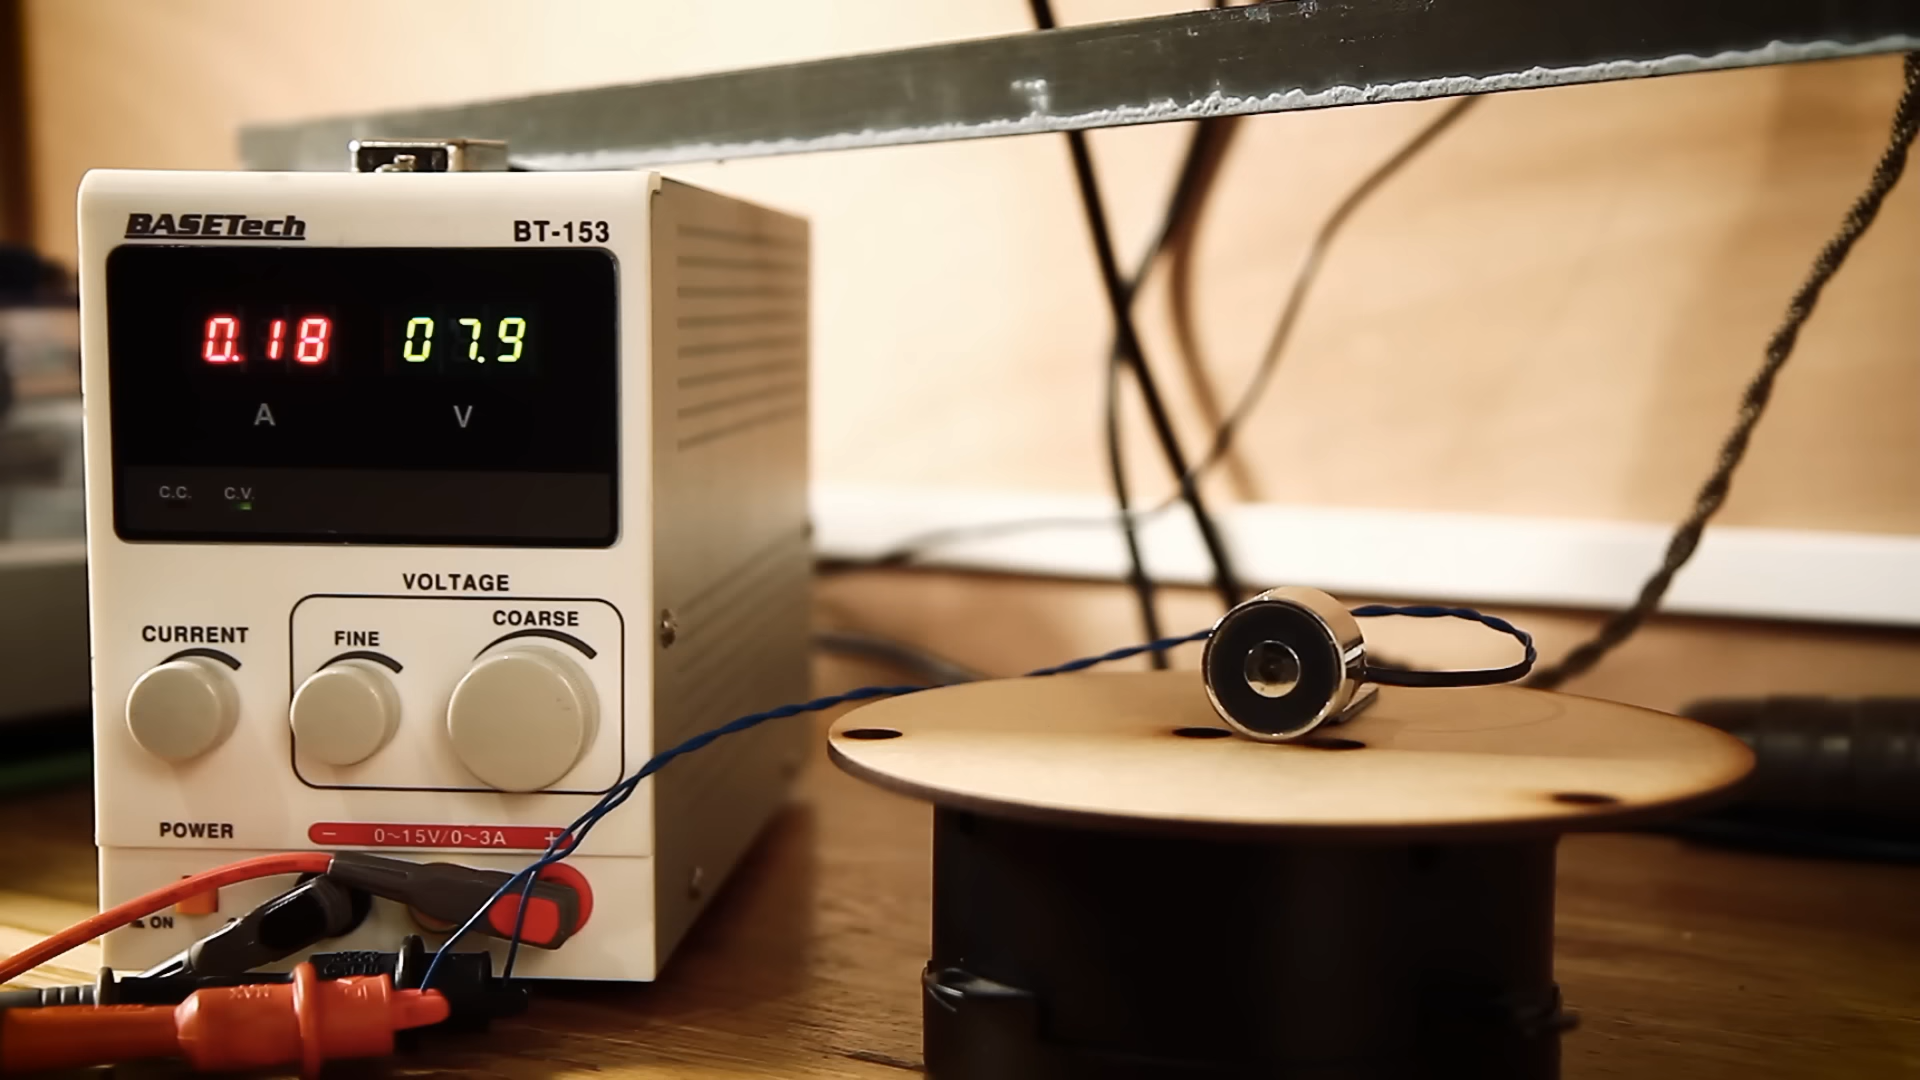 BASETech
BT-153
0.18 07.9
A V
C.C. C.V.
VOLTAGE
CURRENT
FINE
COARSE
POWER
- 0~15V/0~3A +
ON